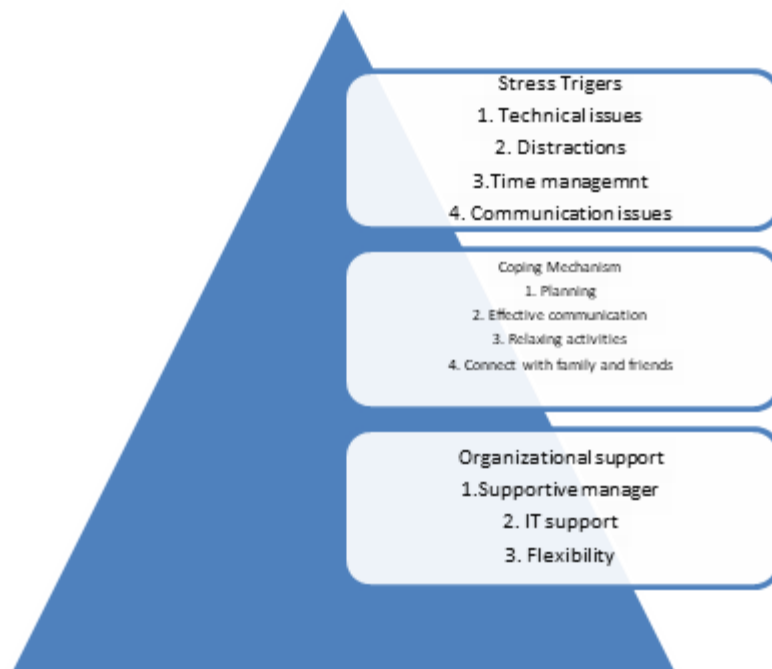 Stress Trigers
1. Technical issues
2. Distractions
3.Time managemnt
4. Communication issues
Coping Mechanism
1. Planning
2. Effective communication
3. Relaxing activities
4. Connect with family and friends
Organizational support
1.Supportive manager
2. IT support
3. Flexibility